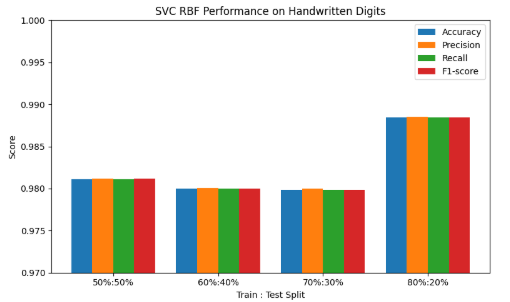 SVC RBF Performance on Handwritten Digits
1.000
0.995
0.990
0.985
0.980
0.975
0.970
Score
Accuracy
Precision
Recall
F1-score
50%:50%
60%:40%
70%:30%
80%:20%
Train : Test Split